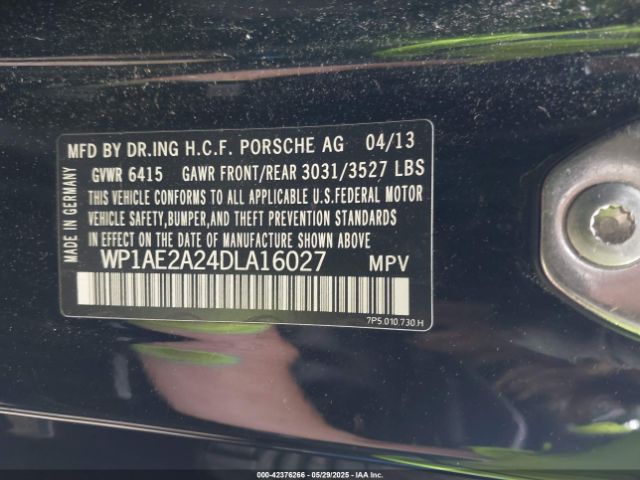 MFD BY DR.ING H.C.F. PORSCHE AG 04/13
GVWR 6415 GAWR FRONT/REAR 3031/3527 LBS
THIS VEHICLE CONFORMS TO ALL APPLICABLE U.S.FEDERAL MOTOR
VEHICLE SAFETY,BUMPER,AND THEFT PREVENTION STANDARDS
IN EFFECT ON THE DATE OF MANUFACTURE SHOWN ABOVE
WP1AE2A24DLA16027 MPV
7P5.010.730.H
MADE IN GERMANY
000-42376266 — 05/29/2025 — IAA Inc.